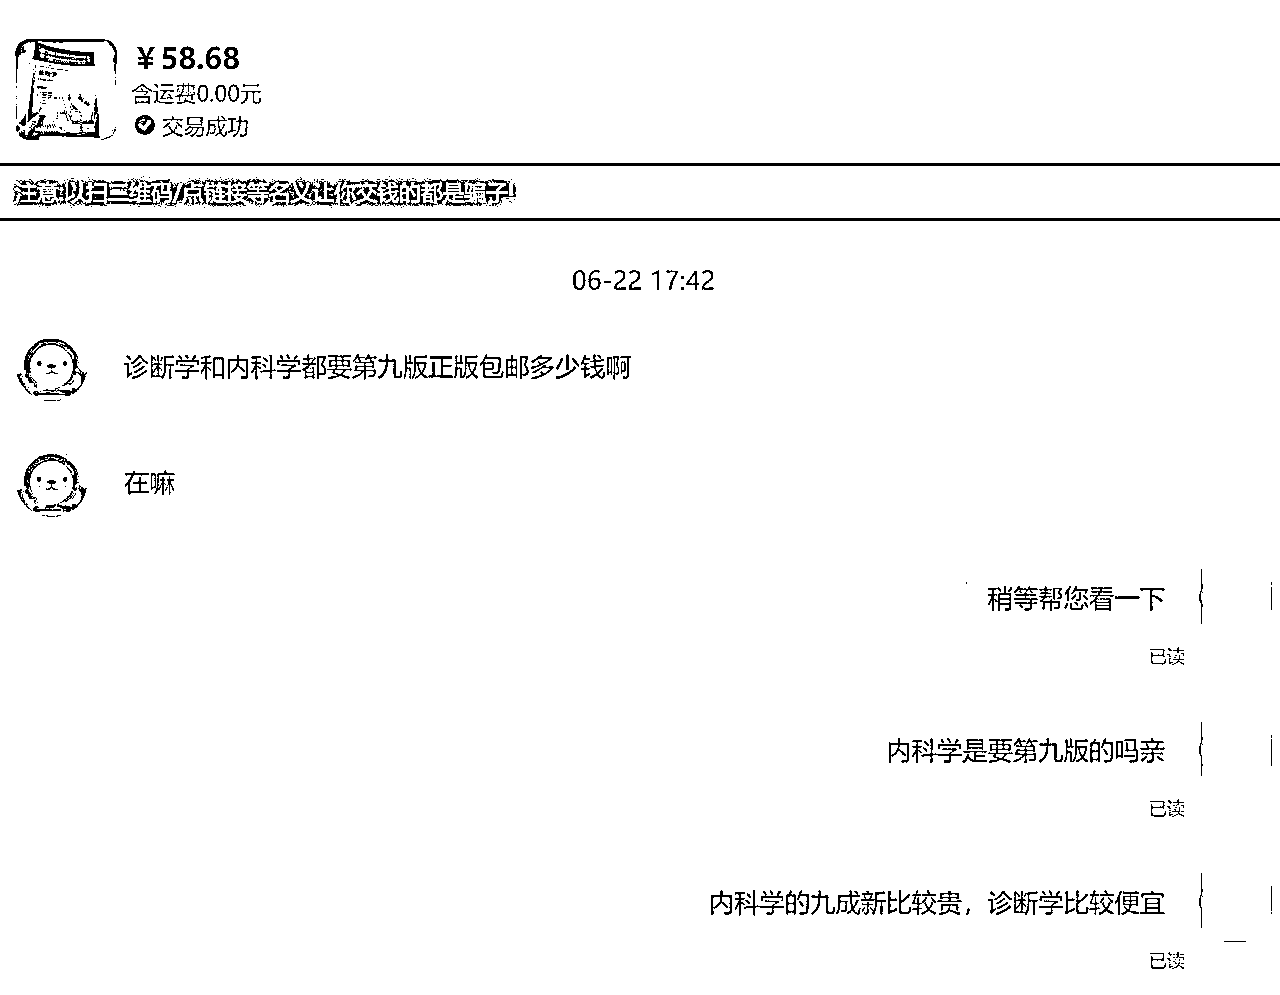 ￥58.68
含运费0.00元
交易成功
注意!以扫二维码/点链接等名义让你交钱的都是骗子!
06-22 17:42
诊断学和内科学都要第九版正版包邮多少钱啊
在嘛
稍等帮您看一下
已读
内科学是要第九版的吗亲
已读
内科学的九成新比较贵，诊断学比较便宜
已读